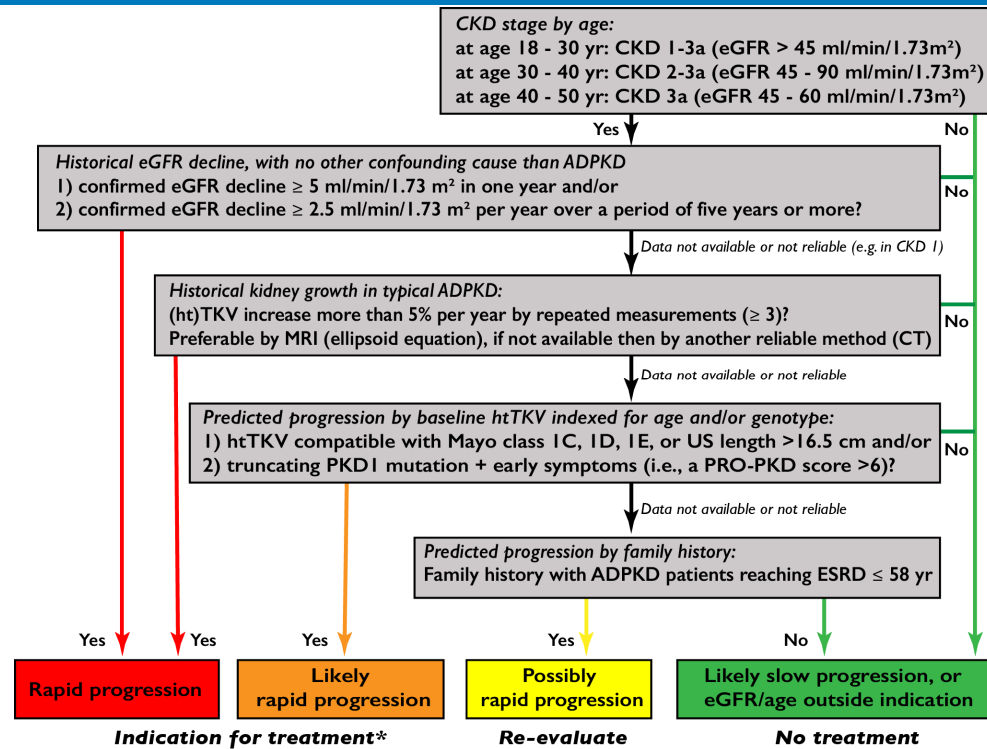 CKD stage by age:
at age 18 - 30 yr: CKD 1-3a (eGFR > 45 ml/min/1.73m²)
at age 30 - 40 yr: CKD 2-3a (eGFR 45 - 90 ml/min/1.73m²)
at age 40 - 50 yr: CKD 3a (eGFR 45 - 60 ml/min/1.73m²)
Yes
No
Historical eGFR decline, with no other confounding cause than ADPKD
1) confirmed eGFR decline ≥ 5 ml/min/1.73 m² in one year and/or
2) confirmed eGFR decline ≥ 2.5 ml/min/1.73 m² per year over a period of five years or more?
No
Data not available or not reliable (e.g. in CKD 1)
Historical kidney growth in typical ADPKD:
(ht)TKV increase more than 5% per year by repeated measurements (≥ 3)?
Preferable by MRI (ellipsoid equation), if not available then by another reliable method (CT)
No
Data not available or not reliable
Predicted progression by baseline htTKV indexed for age and/or genotype:
1) htTKV compatible with Mayo class 1C, 1D, 1E, or US length >16.5 cm and/or
2) truncating PKD1 mutation + early symptoms (i.e., a PRO-PKD score >6)?
No
Data not available or not reliable
Predicted progression by family history:
Family history with ADPKD patients reaching ESRD ≤ 58 yr
Yes
Yes
Yes
Yes
No
Rapid progression
Likely
rapid progression
Possibly
rapid progression
Likely slow progression, or
eGFR/age outside indication
Indication for treatment*
Re-evaluate
No treatment